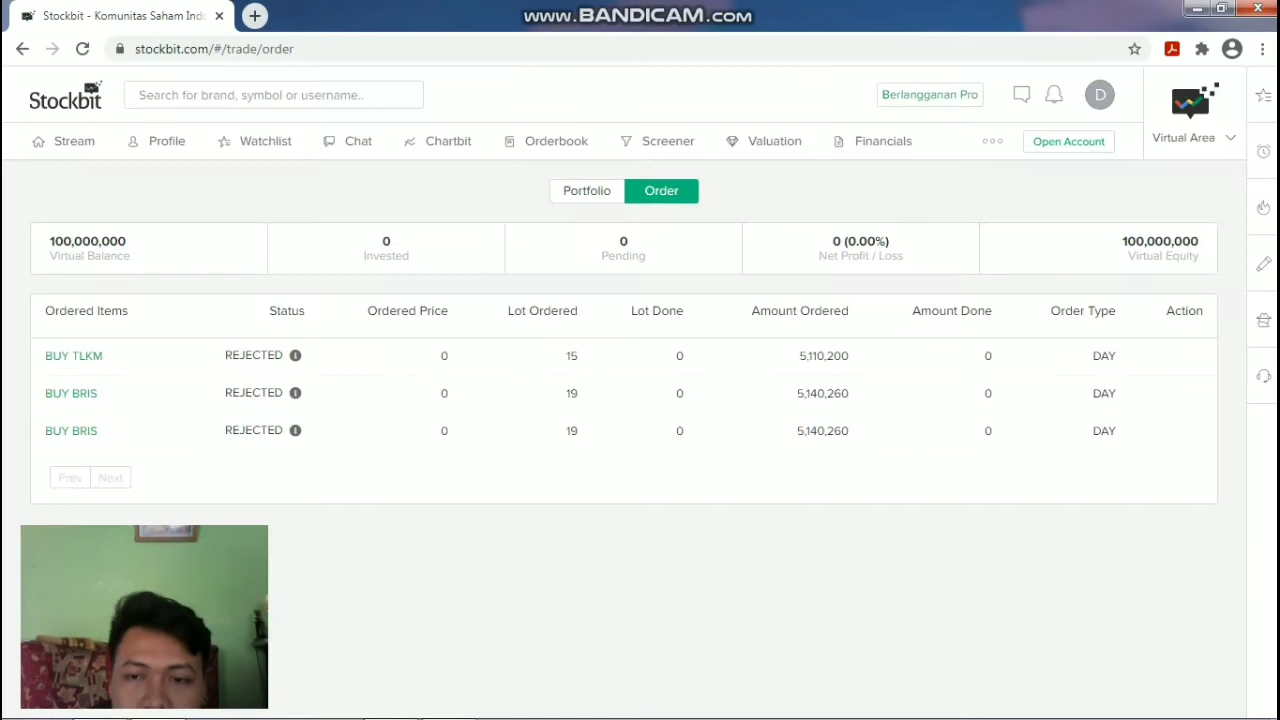 Stockbit - Komunitas Saham Indo
www.BANDICAM.com
stockbit.com/#/trade/order
Stockbit
Search for brand, symbol or username..
Berlangganan Pro
D
Virtual Area
Stream
Profile
Watchlist
Chat
Chartbit
Orderbook
Screener
Valuation
Financials
Open Account
Portfolio
Order
100,000,000
Virtual Balance
0
Invested
0
Pending
0 (0.00%)
Net Profit / Loss
100,000,000
Virtual Equity
Ordered Items Status Ordered Price Lot Ordered Lot Done Amount Ordered Amount Done Order Type Action
BUY TLKM REJECTED 0 15 0 5,110,200 0 DAY
BUY BRIS REJECTED 0 19 0 5,140,260 0 DAY
BUY BRIS REJECTED 0 19 0 5,140,260 0 DAY
Prev Next